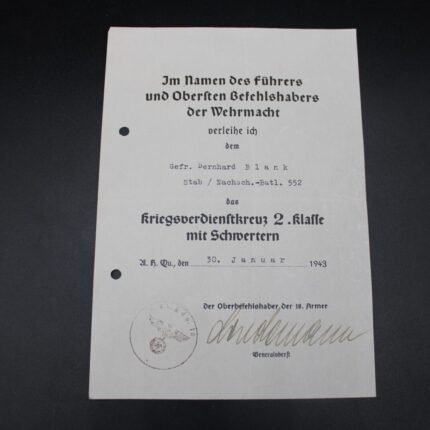 Im Namen des Führers
und Obersten Befehlshabers
der Wehrmacht
verleihe ich
dem
Gefr. Bernhard Blank
Stab / Nachsch.-Batl. 552
das
Kriegsverdienstkreuz 2. Klasse
mit Schwertern
A. H. Qu., den 30. Januar 1943
Der Oberbefehlshaber der 18. Armee
Lindemann
Generaloberst